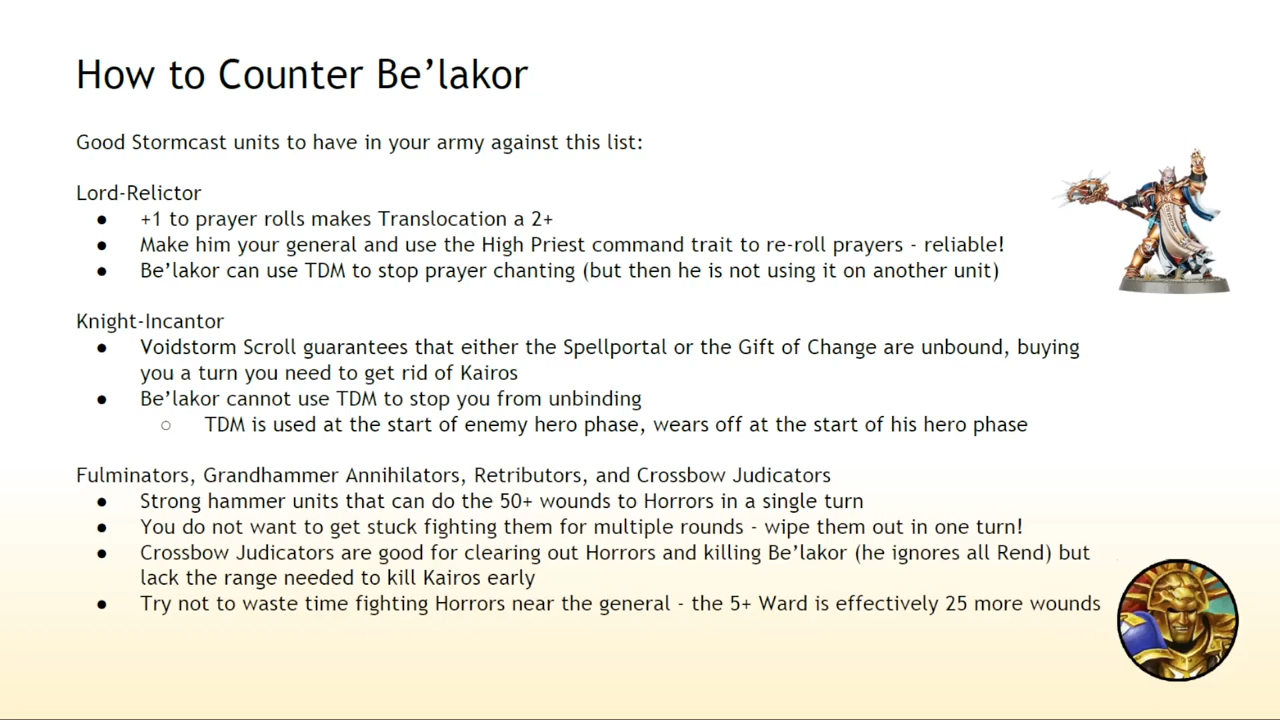 How to Counter Be’lakor
Good Stormcast units to have in your army against this list:
Lord-Relictor
● +1 to prayer rolls makes Translocation a 2+
● Make him your general and use the High Priest command trait to re-roll prayers - reliable!
● Be’lakor can use TDM to stop prayer chanting (but then he is not using it on another unit)
Knight-Incantor
● Voidstorm Scroll guarantees that either the Spellportal or the Gift of Change are unbound, buying
you a turn you need to get rid of Kairos
● Be’lakor cannot use TDM to stop you from unbinding
○ TDM is used at the start of enemy hero phase, wears off at the start of his hero phase
Fulminators, Grandhammer Annihilators, Retributors, and Crossbow Judicators
● Strong hammer units that can do the 50+ wounds to Horrors in a single turn
● You do not want to get stuck fighting them for multiple rounds - wipe them out in one turn!
● Crossbow Judicators are good for clearing out Horrors and killing Be’lakor (he ignores all Rend) but
lack the range needed to kill Kairos early
● Try not to waste time fighting Horrors near the general - the 5+ Ward is effectively 25 more wounds